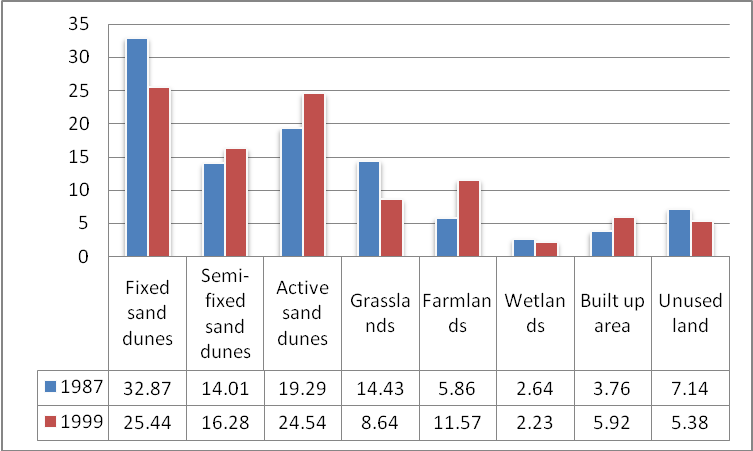 35
30
25
20
15
10
5
0
Fixed
sand
dunes
Semi-
fixed
sand
dunes
Active
sand
dunes
Grassla
nds
Farmlan
ds
Wetlan
ds
Built up
area
Unused
land
1987 32.87 14.01 19.29 14.43 5.86 2.64 3.76 7.14
1999 25.44 16.28 24.54 8.64 11.57 2.23 5.92 5.38